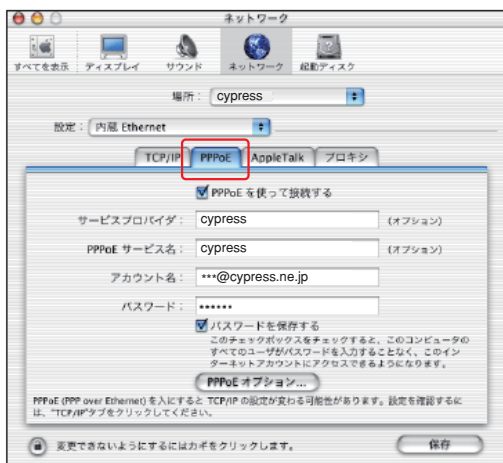 ネットワーク
すべてを表示 ディスプレイ サウンド ネットワーク 起動ディスク
場所： cypress
設定： 内蔵 Ethernet
TCP/IP PPPoE AppleTalk プロキシ
PPPoE を使って接続する
サービスプロバイダ： cypress (オプション)
PPPoE サービス名： cypress (オプション)
アカウント名： ***@cypress.ne.jp
パスワード： ••••••
パスワードを保存する
このチェックボックスをチェックすると、このコンピュータの
すべてのユーザがパスワードを入力することなく、このイン
ターネットアカウントにアクセスできるようになります。
PPPoE オプション...
PPPoE (PPP over Ethernet) を入にすると TCP/IP の設定が変わる可能性があります。設定を確認するに
は、"TCP/IP"タブをクリックしてください。
変更できないようにするにはカギをクリックします。 保存